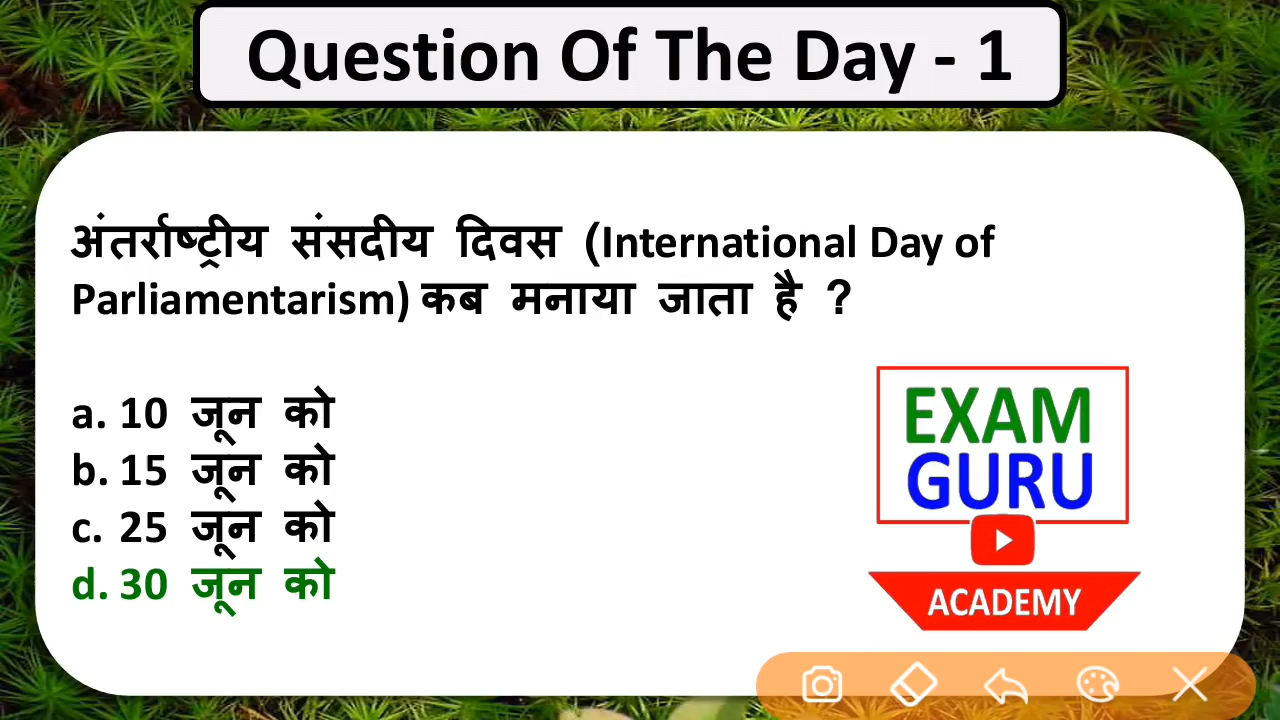 Question Of The Day - 1
अंतर्राष्ट्रीय संसदीय दिवस (International Day of
Parliamentarism) कब मनाया जाता है ?
a. 10 जून को
b. 15 जून को
c. 25 जून को
d. 30 जून को
EXAM
GURU
ACADEMY